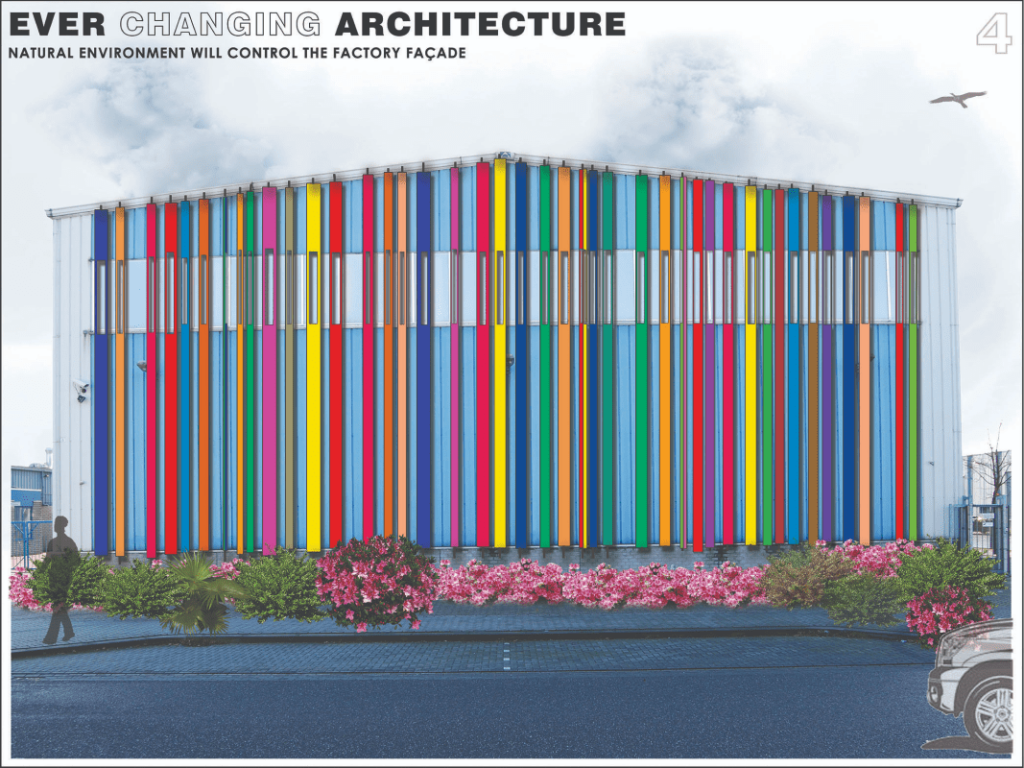 EVER CHANGING ARCHITECTURE
4
NATURAL ENVIRONMENT WILL CONTROL THE FACTORY FAÇADE